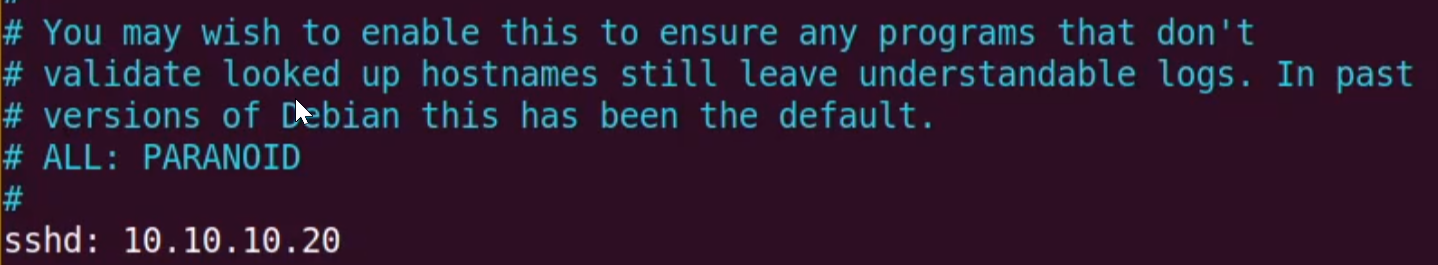 # You may wish to enable this to ensure any programs that don't
# validate looked up hostnames still leave understandable logs. In past
# versions of Debian this has been the default.
# ALL: PARANOID
#
sshd: 10.10.10.20